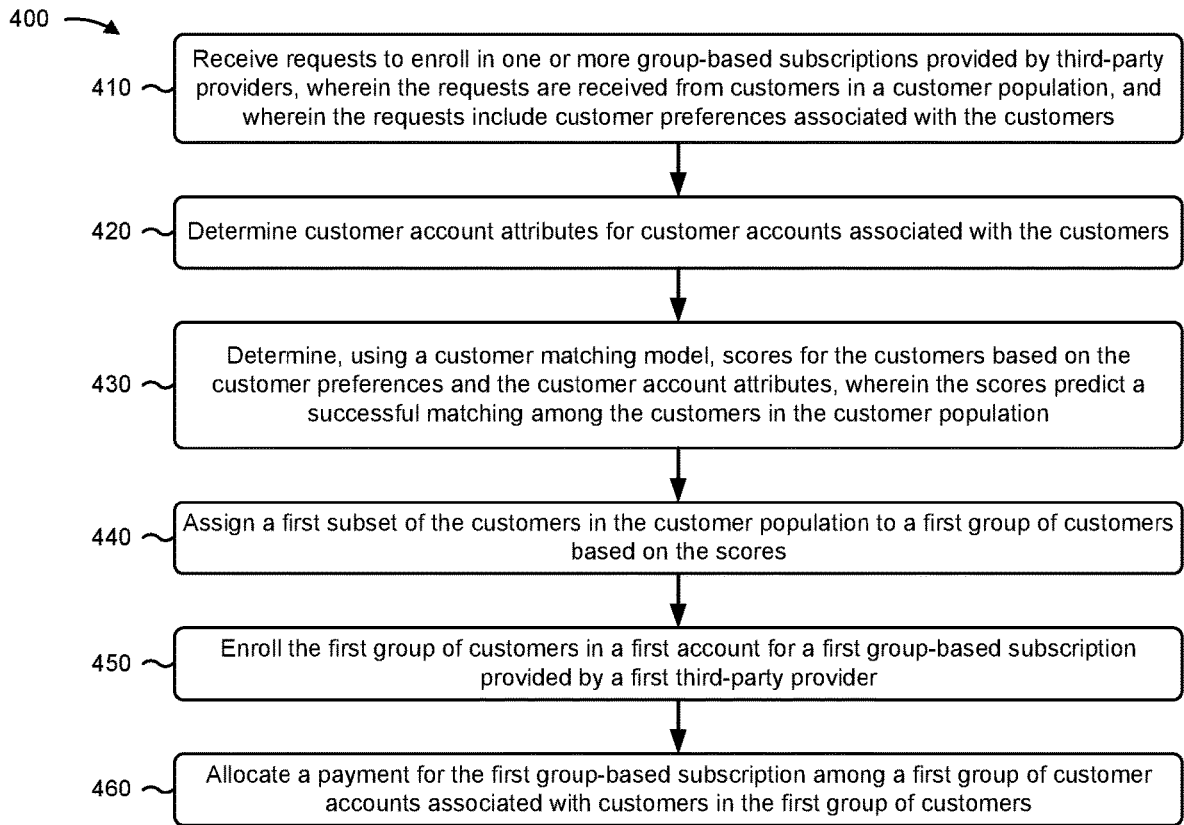 400
410
Receive requests to enroll in one or more group-based subscriptions provided by third-party
providers, wherein the requests are received from customers in a customer population, and
wherein the requests include customer preferences associated with the customers
420
Determine customer account attributes for customer accounts associated with the customers
430
Determine, using a customer matching model, scores for the customers based on the
customer preferences and the customer account attributes, wherein the scores predict a
successful matching among the customers in the customer population
440
Assign a first subset of the customers in the customer population to a first group of customers
based on the scores
450
Enroll the first group of customers in a first account for a first group-based subscription
provided by a first third-party provider
460
Allocate a payment for the first group-based subscription among a first group of customer
accounts associated with customers in the first group of customers